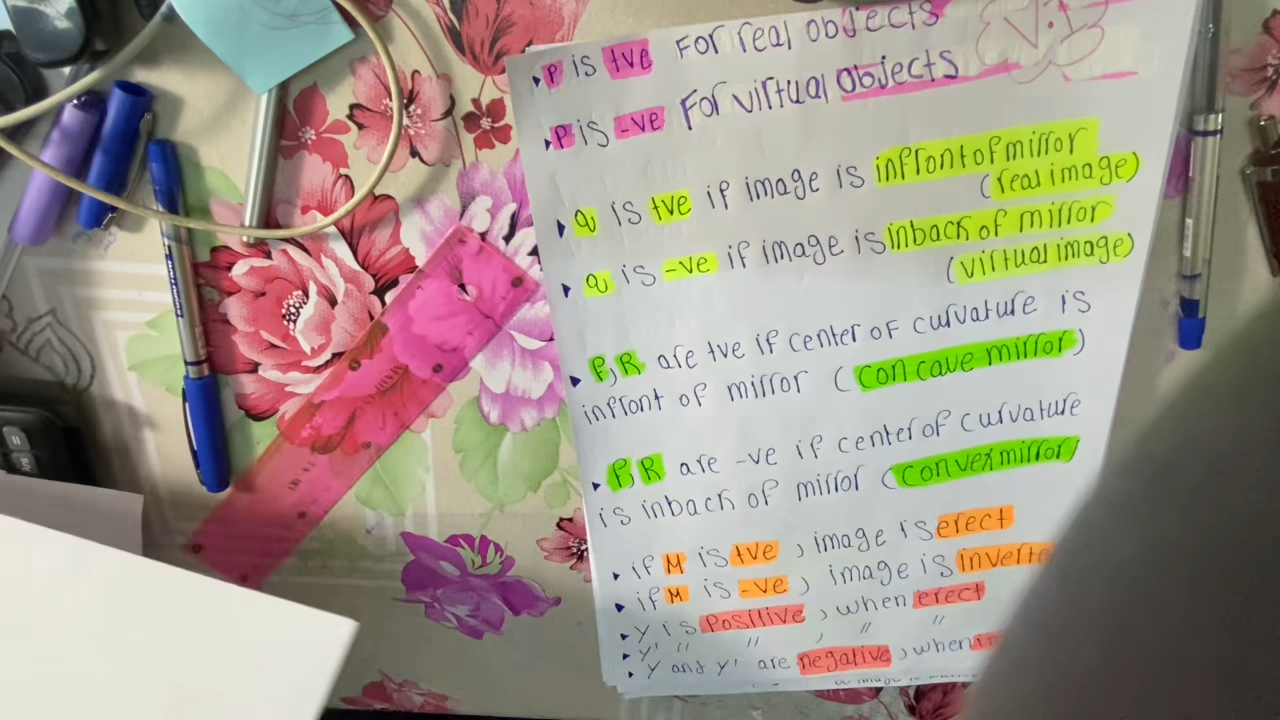 P is +ve For real objects
P is -ve For virtual objects
q is +ve if image is infront of mirror
(real image)
q is -ve if image is inback of mirror
(virtual image)
F,R are +ve if center of curvature is
infront of mirror (concave mirror)
F,R are -ve if center of curvature
is inback of mirror (convex mirror)
if M is +ve , image is erect
if M is -ve , image is inverte
y is Positive , when erect
y' " " , " "
y and y' are negative , when